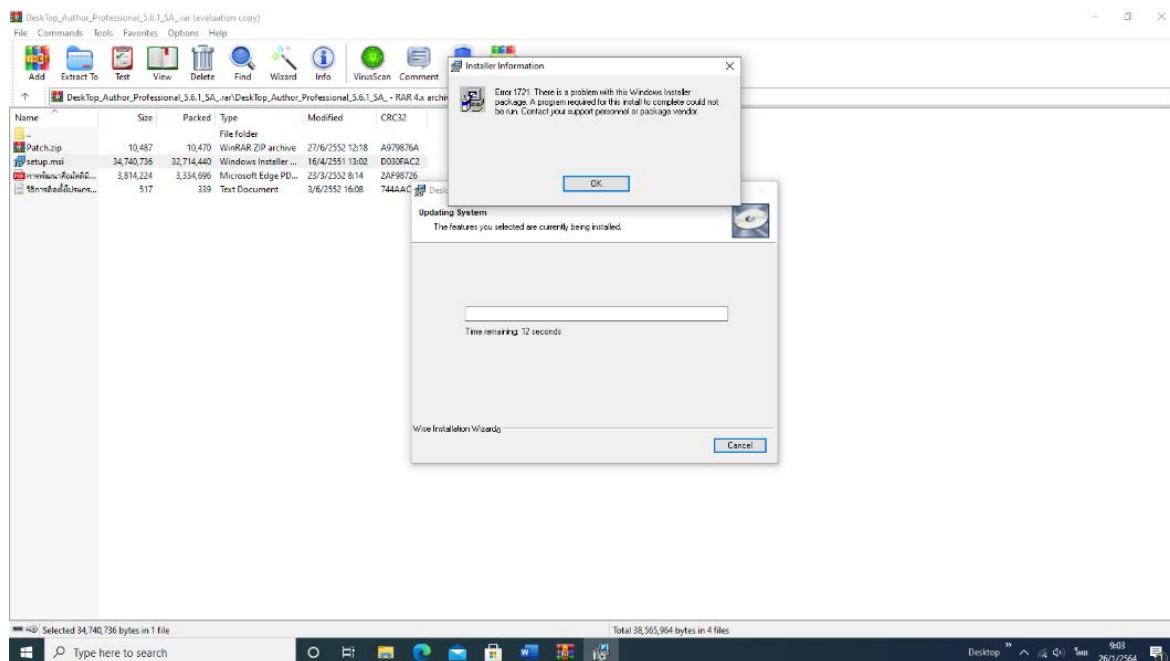 DeskTop_Author_Professional_5.6.1_SA_.rar (evaluation copy)
File Commands Tools Favorites Options Help
Add Extract To Test View Delete Find Wizard Info VirusScan Comment
DeskTop_Author_Professional_5.6.1_SA_.rar\DeskTop_Author_Professional_5.6.1_SA_ - RAR 4.x archi
Name Size Packed Type Modified CRC32
.. File folder
Patch.zip 10,487 10,470 WinRAR ZIP archive 27/6/2552 12:18 A979876A
setup.msi 34,740,736 32,714,440 Windows Installer ... 16/4/2551 13:02 D030FAC2
3,814,224 3,334,696 Microsoft Edge PD... 23/3/2552 8:14 2AF98726
517 339 Text Document 3/6/2552 16:08 744AAC
Installer Information
Error 1721. There is a problem with this Windows Installer
package. A program required for this install to complete could not
be run. Contact your support personnel or package vendor.
OK
Desk
Updating System
The features you selected are currently being installed.
Time remaining: 12 seconds
Wise Installation Wizard®
Cancel
Selected 34,740,736 bytes in 1 file
Total 38,565,964 bytes in 4 files
Type here to search
Desktop
ไทย
9:03
26/1/2564